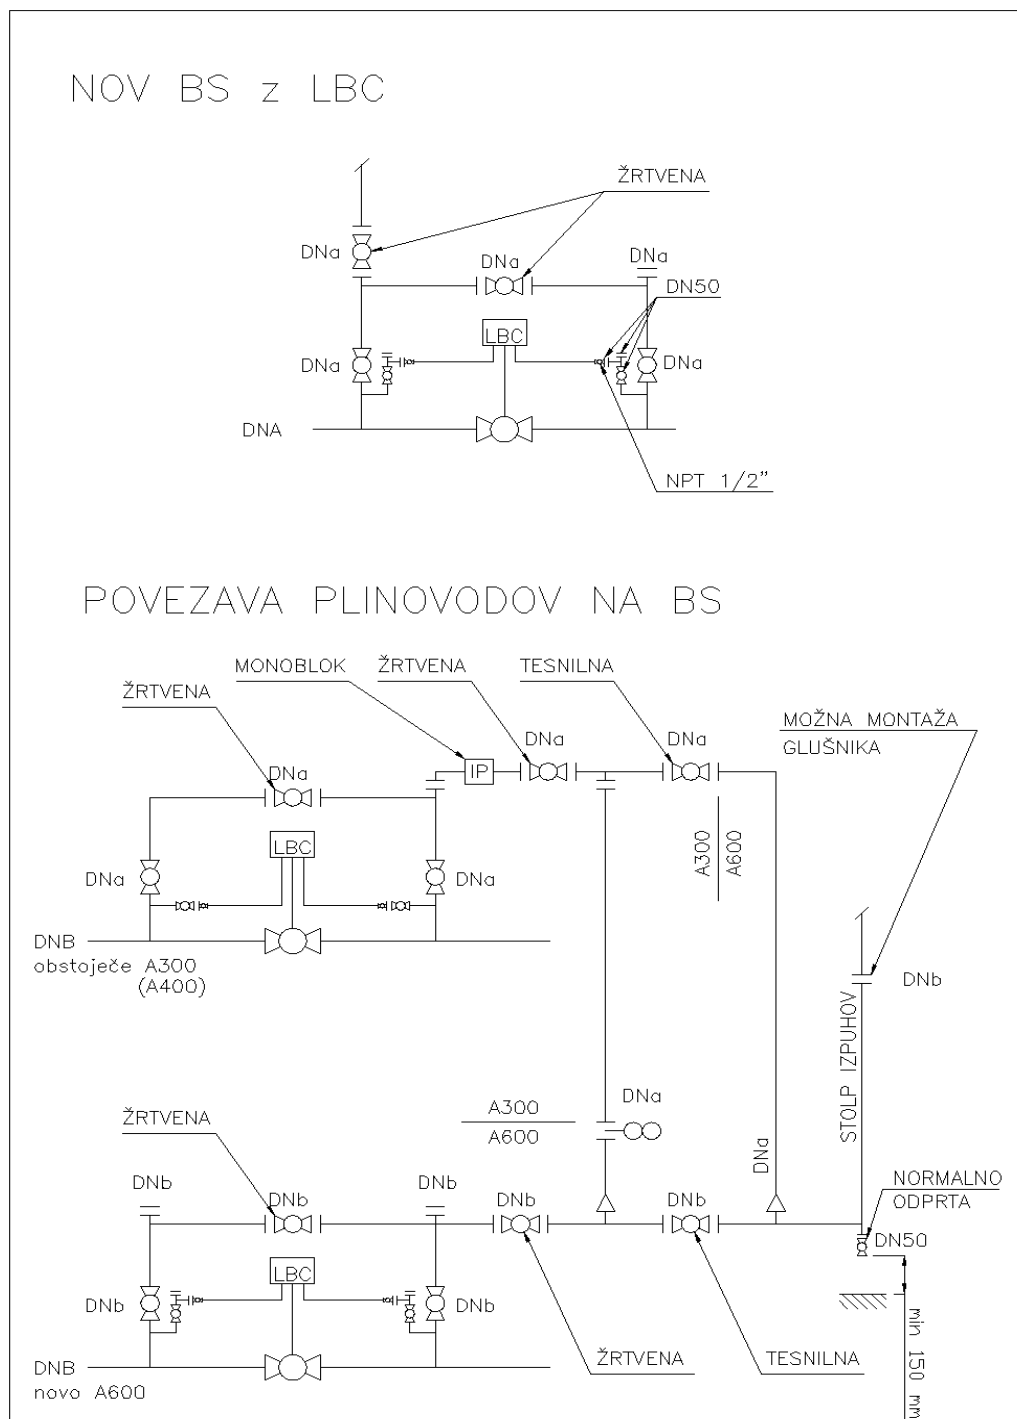 NOV BS z LBC
ŽRTVENA
DNa
DNa
DNa
DN50
LBC
DNa
DNa
DNA
NPT 1/2”
POVEZAVA PLINOVODOV NA BS
MONOBLOK
ŽRTVENA
TESNILNA
ŽRTVENA
MOŽNA MONTAŽA
GLUŠNIKA
DNa
DNa
DNa
IP
A300
A600
LBC
DNa
DNa
DNB
obstoječe A300
(A400)
DNb
STOLP IZPUHOV
A300
A600
DNa
ŽRTVENA
DNa
NORMALNO
ODPRTA
DNb
DNb
DNb
DNb
DNb
DN50
LBC
DNb
DNb
min 150 mm
DNB
novo A600
ŽRTVENA
TESNILNA